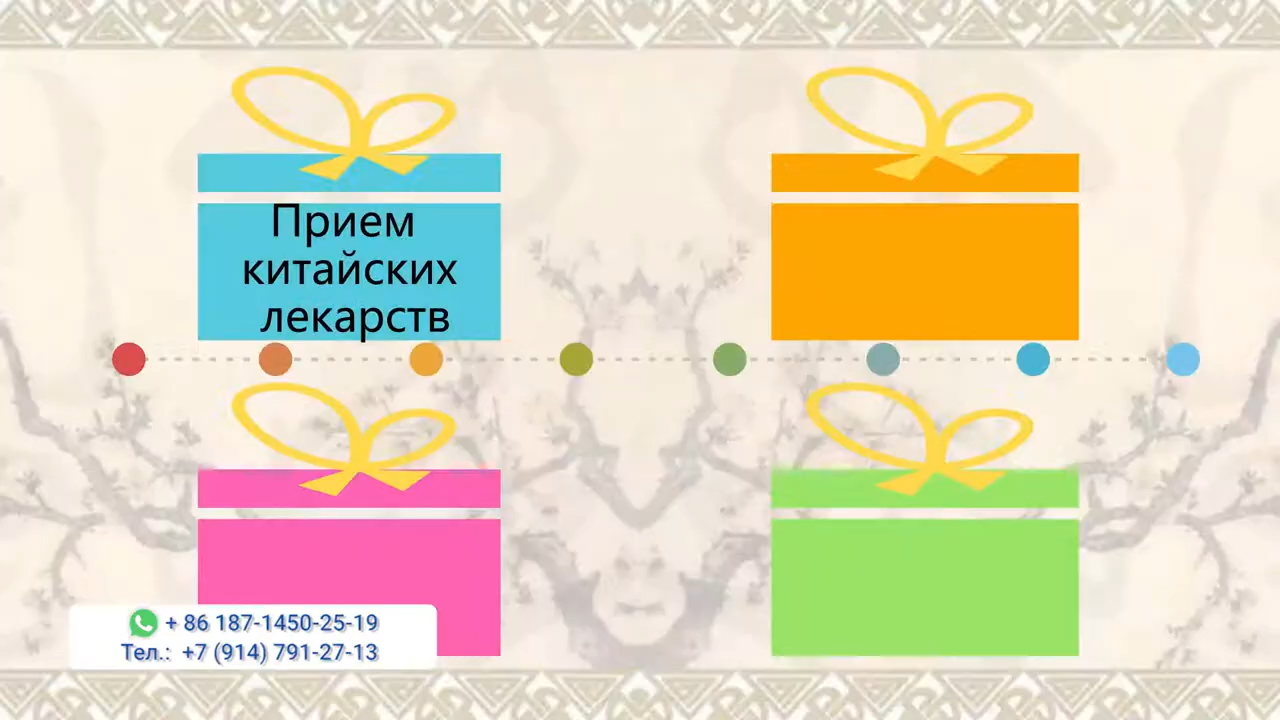 Прием
китайских
лекарств
+ 86 187-1450-25-19
Тел.: +7 (914) 791-27-13